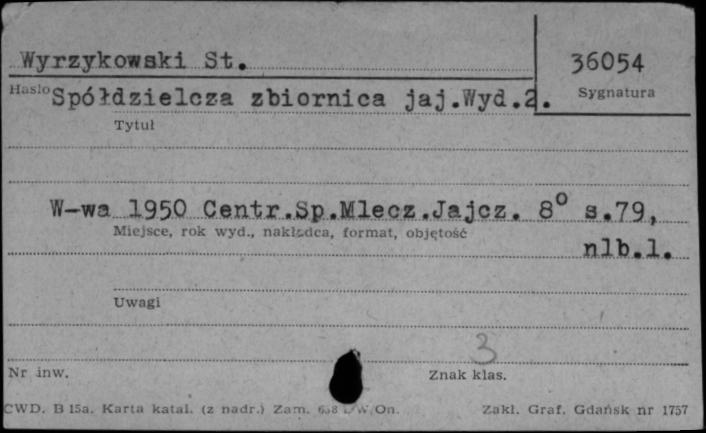 Wyrzykowski St.
36054
Hasło
Sygnatura
Spółdzielcza zbiornica jaj.Wyd.2.
Tytuł
W-wa 1950 Centr.Sp.Mlecz.Jajcz. 8° s.79,
Miejsce, rok wyd., nakładca, format, objętość
nlb.1.
Uwagi
3
Nr inw.
Znak klas.
CWD. B 15a. Karta katal. (z nadr.) Zam. On.
Zakł. Graf. Gdańsk nr 1757